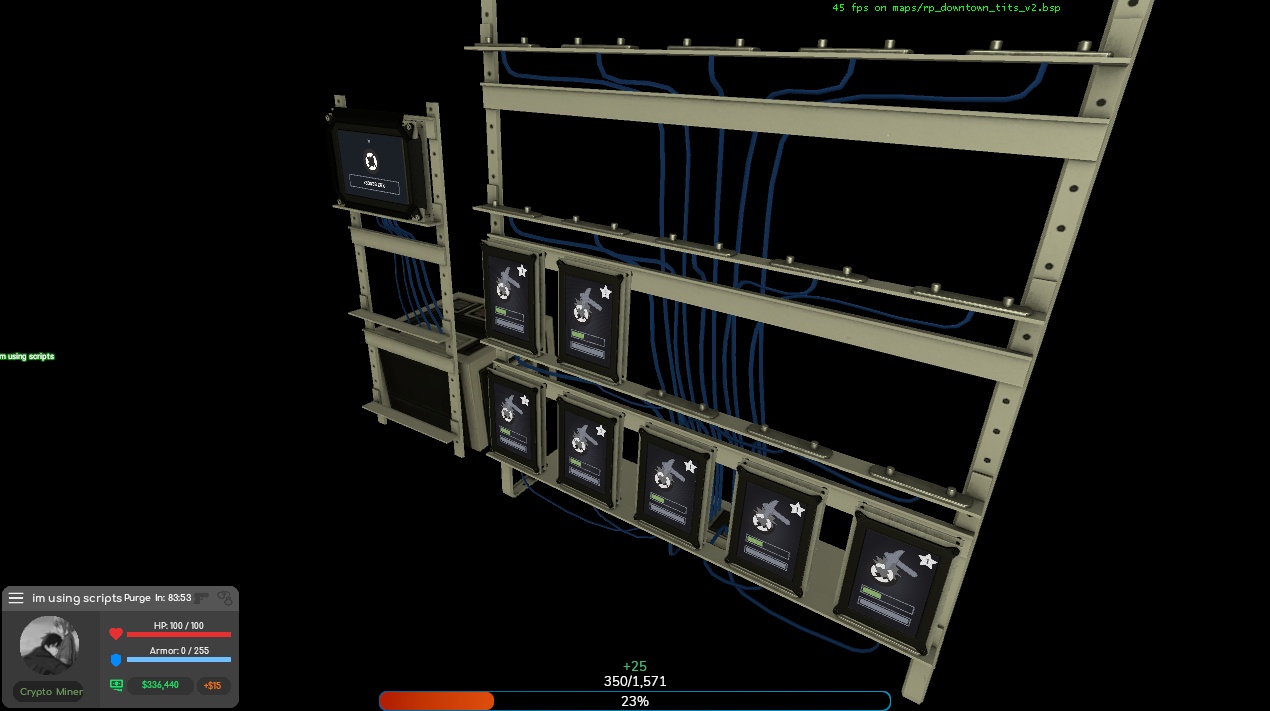 45 fps on maps/rp_downtown_tits_v2.bsp
m using scripts
im using scripts Purge In: 83:53
HP: 100 / 100
Armor: 0 / 255
Crypto Miner
$336,440
+$15
+25
350/1,571
23%